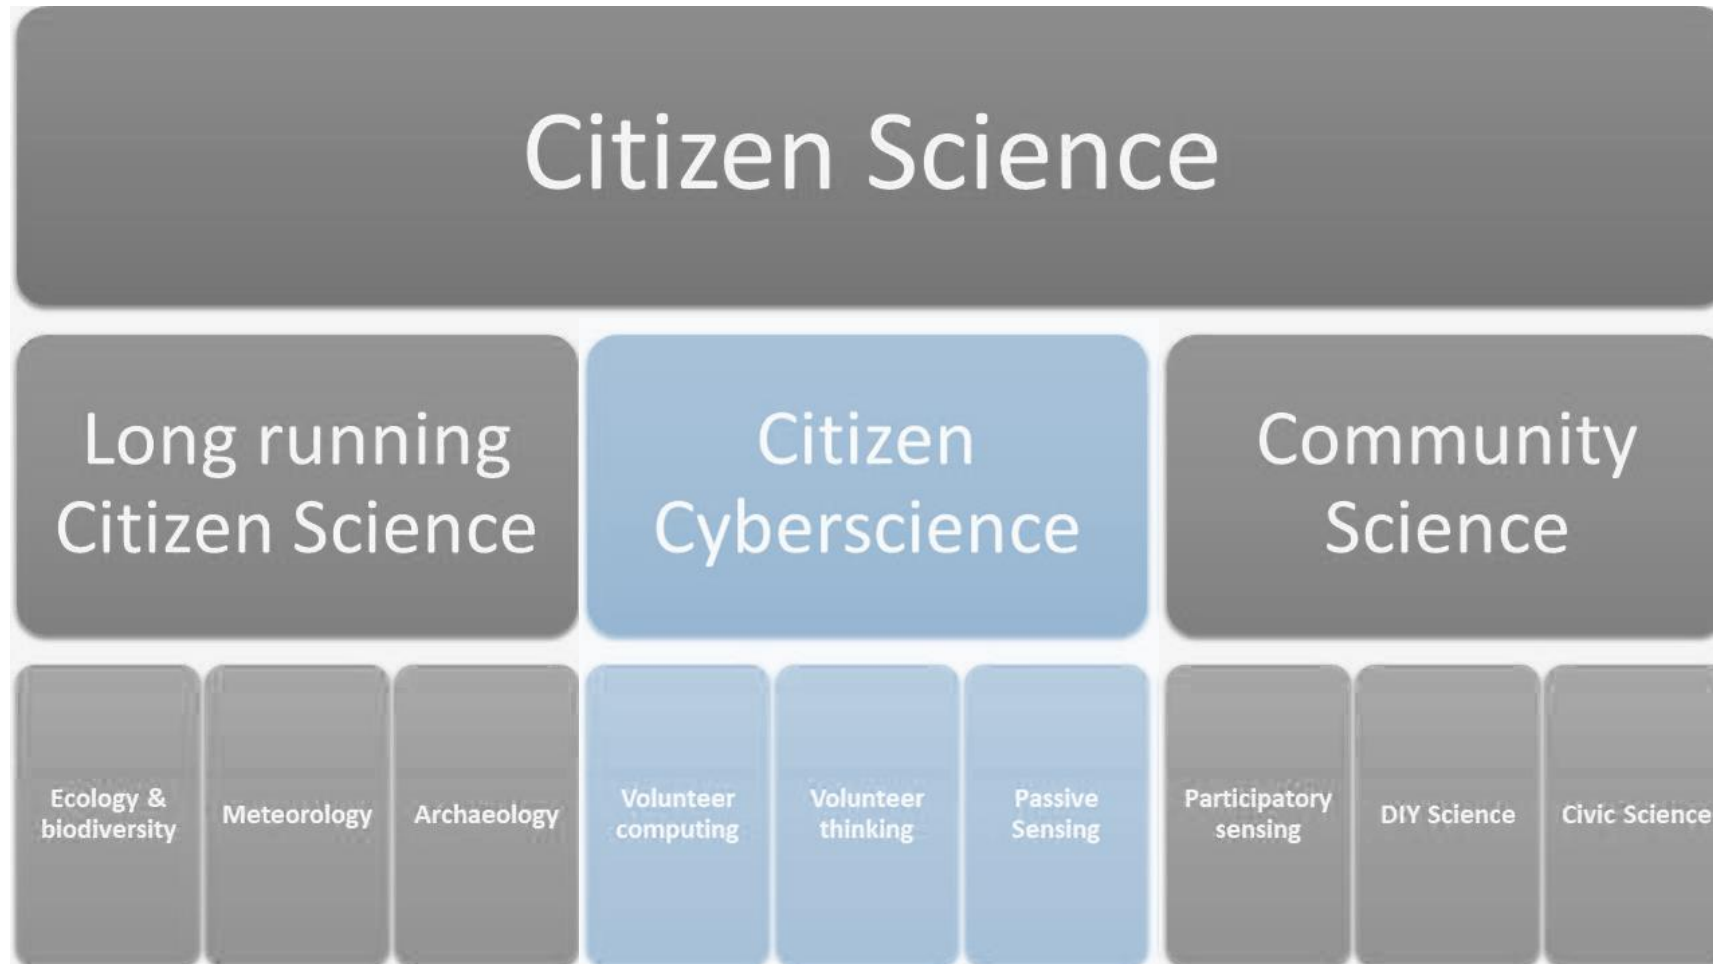 Citizen Science
Long running
Citizen Science
Citizen
Cyberscience
Community
Science
Ecology &
biodiversity
Meteorology
Archaeology
Volunteer
computing
Volunteer
thinking
Passive
Sensing
Participatory
sensing
DIY Science
Civic Science